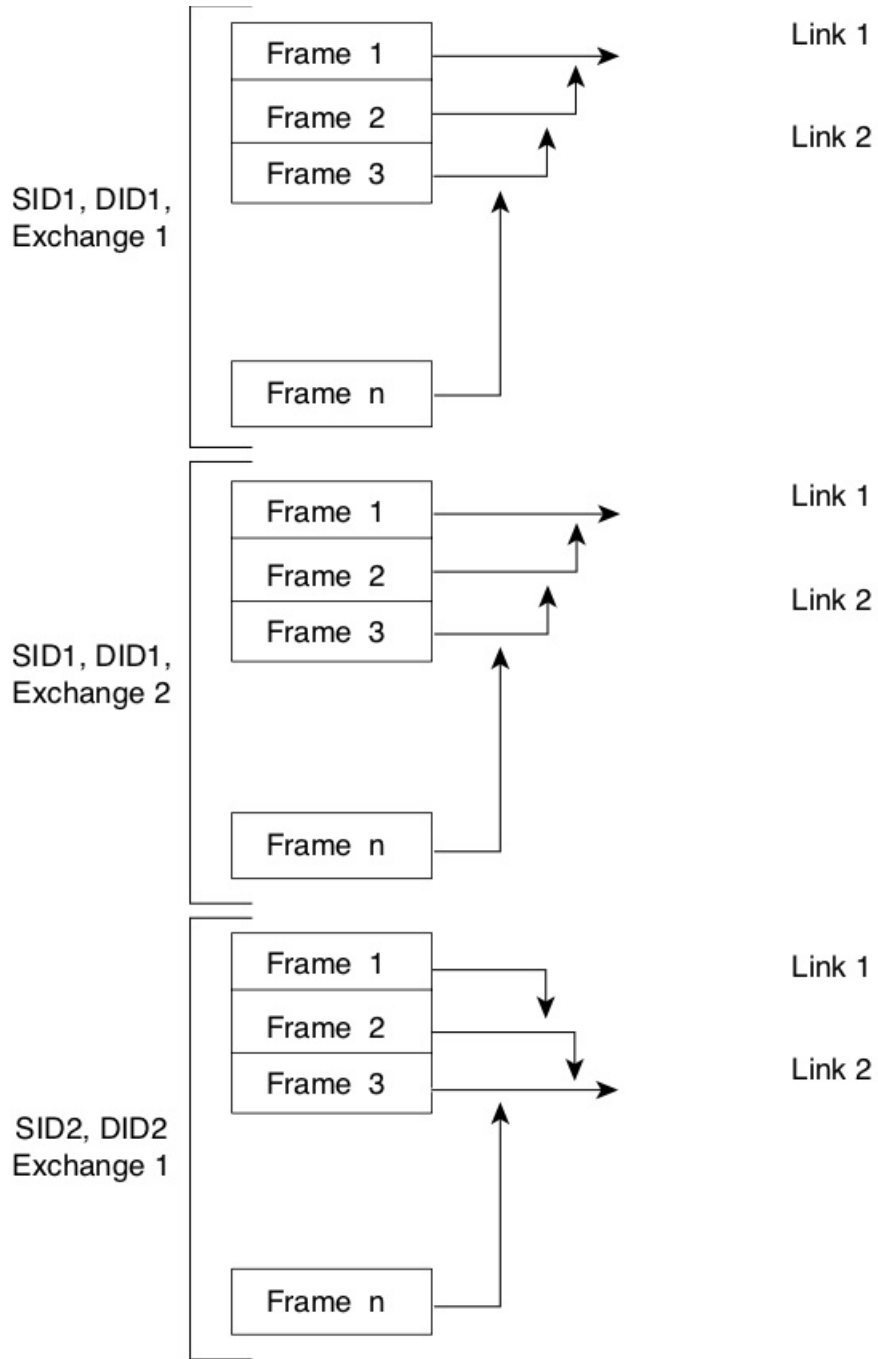 Frame 1
Link 1
Frame 2
Link 2
Frame 3
SID1, DID1,
Exchange 1
Frame n
Frame 1
Link 1
Frame 2
Link 2
Frame 3
SID1, DID1,
Exchange 2
Frame n
Frame 1
Link 1
Frame 2
Link 2
Frame 3
SID2, DID2
Exchange 1
Frame n